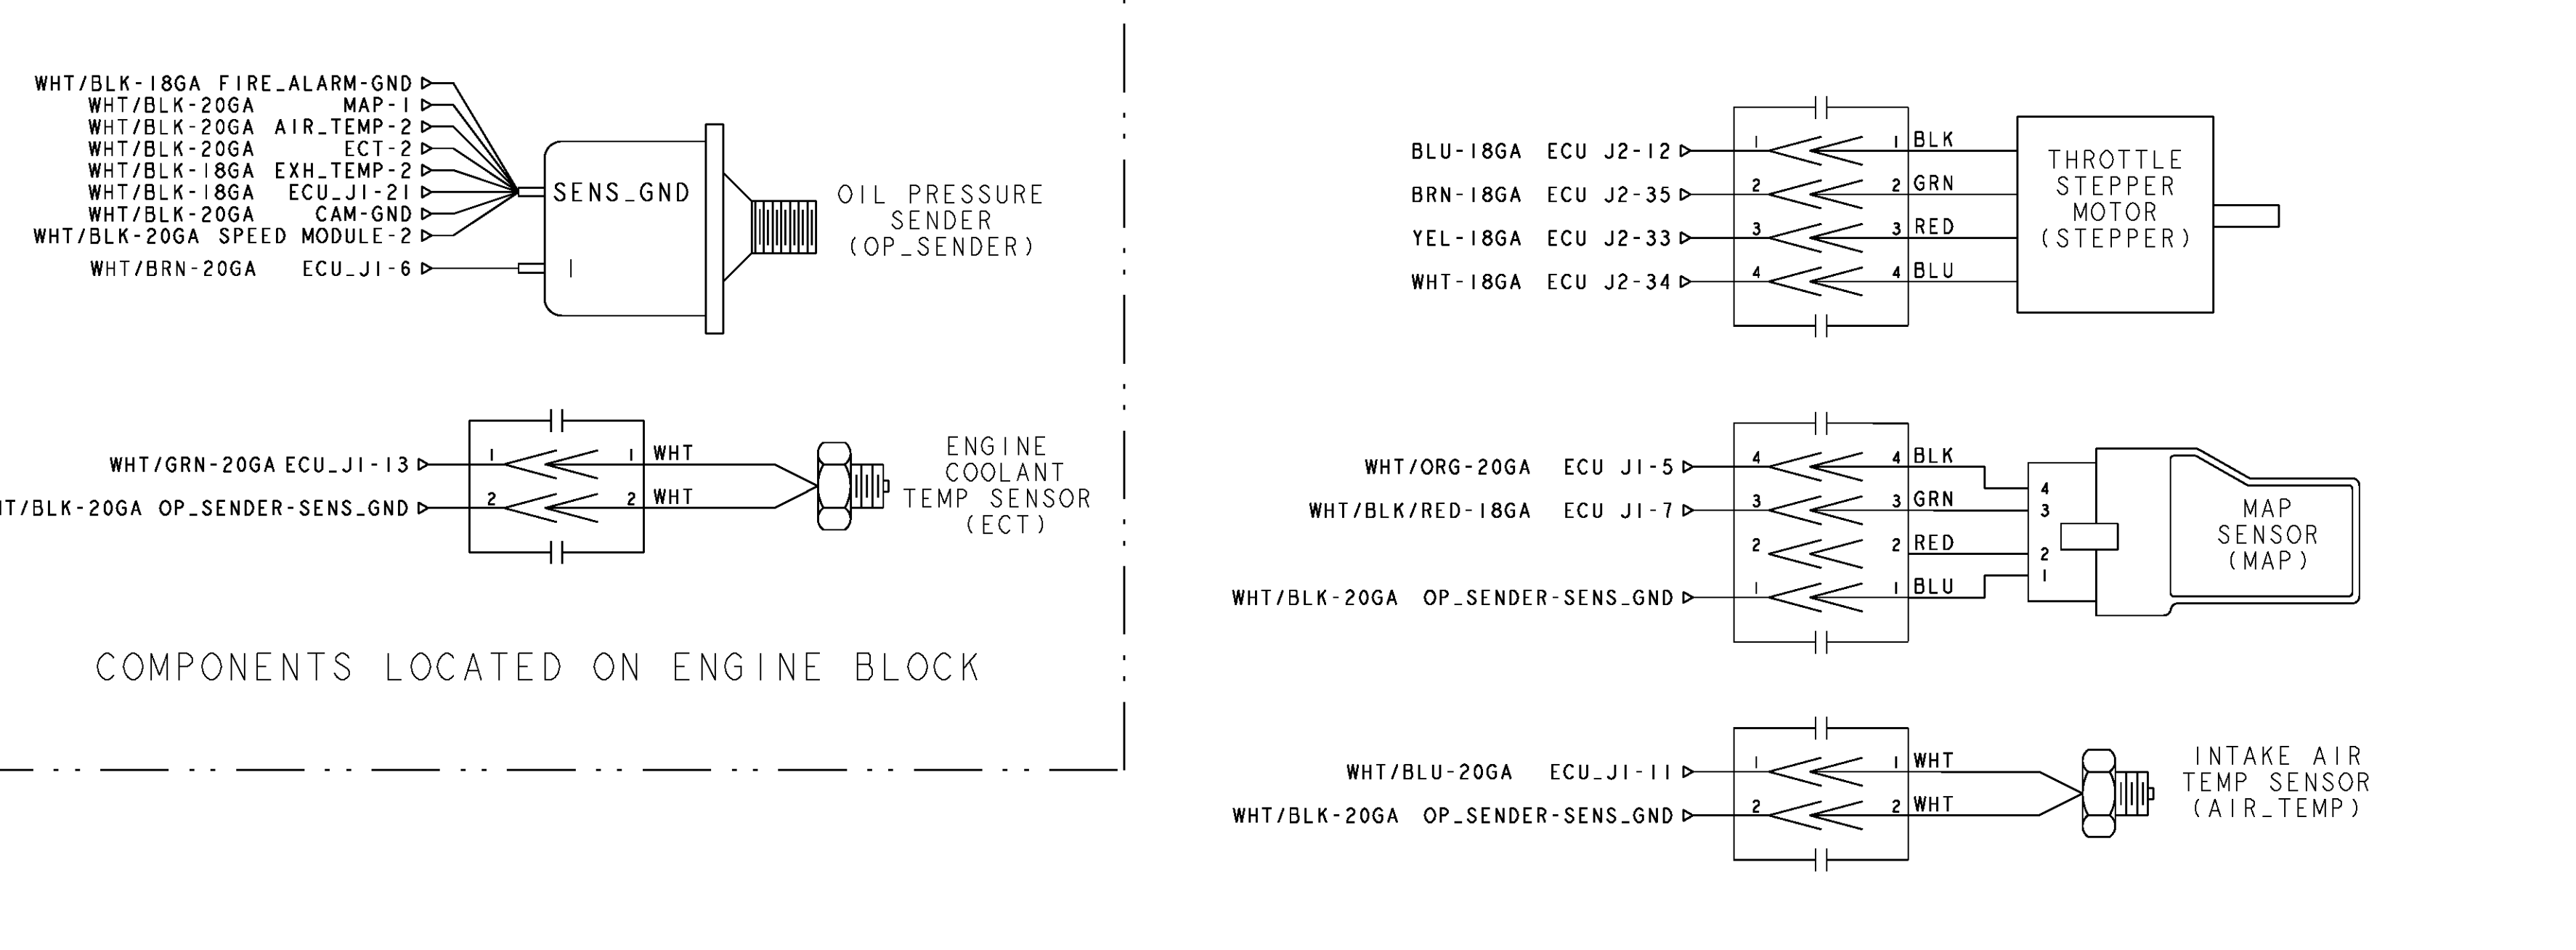 WHT/BLK-18GA FIRE_ALARM-GND
WHT/BLK-20GA MAP-1
WHT/BLK-20GA AIR_TEMP-2
WHT/BLK-20GA ECT-2
WHT/BLK-18GA EXH_TEMP-2
WHT/BLK-18GA ECU_J1-21
WHT/BLK-20GA CAM-GND
WHT/BLK-20GA SPEED MODULE-2
WHT/BRN-20GA ECU_J1-6
SENS_GND
1
OIL PRESSURE
SENDER
(OP_SENDER)
WHT/GRN-20GA ECU_J1-13 1 1 WHT
HT/BLK-20GA OP_SENDER-SENS_GND 2 2 WHT
ENGINE
COOLANT
TEMP SENSOR
(ECT)
COMPONENTS LOCATED ON ENGINE BLOCK
BLU-18GA ECU J2-12 1 1 BLK
BRN-18GA ECU J2-35 2 2 GRN
YEL-18GA ECU J2-33 3 3 RED
WHT-18GA ECU J2-34 4 4 BLU
THROTTLE
STEPPER
MOTOR
(STEPPER)
WHT/ORG-20GA ECU J1-5 4 4 BLK 4
WHT/BLK/RED-18GA ECU J1-7 3 3 GRN 3
2 2 RED 2
WHT/BLK-20GA OP_SENDER-SENS_GND 1 1 BLU 1
MAP
SENSOR
(MAP)
WHT/BLU-20GA ECU_J1-11 1 1 WHT
WHT/BLK-20GA OP_SENDER-SENS_GND 2 2 WHT
INTAKE AIR
TEMP SENSOR
(AIR_TEMP)